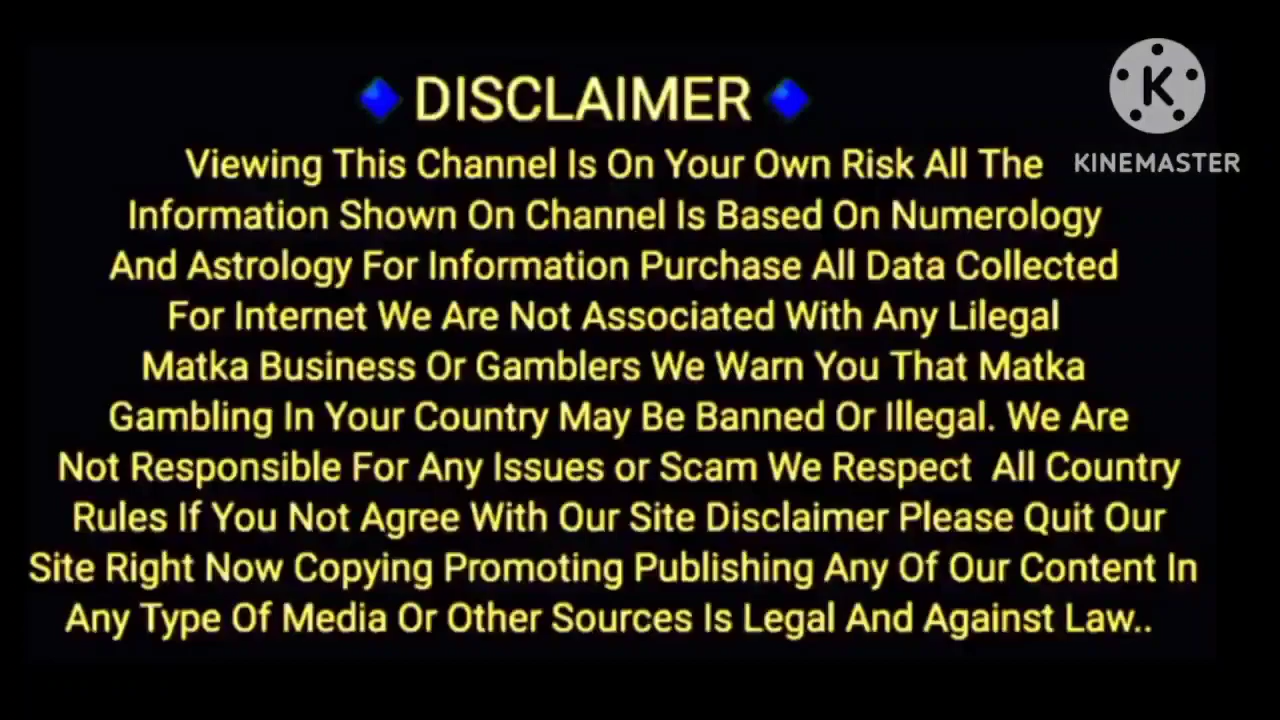 DISCLAIMER
K
KINEMASTER
Viewing This Channel Is On Your Own Risk All The
Information Shown On Channel Is Based On Numerology
And Astrology For Information Purchase All Data Collected
For Internet We Are Not Associated With Any Lilegal
Matka Business Or Gamblers We Warn You That Matka
Gambling In Your Country May Be Banned Or Illegal. We Are
Not Responsible For Any Issues or Scam We Respect  All Country
Rules If You Not Agree With Our Site Disclaimer Please Quit Our
Site Right Now Copying Promoting Publishing Any Of Our Content In
Any Type Of Media Or Other Sources Is Legal And Against Law..